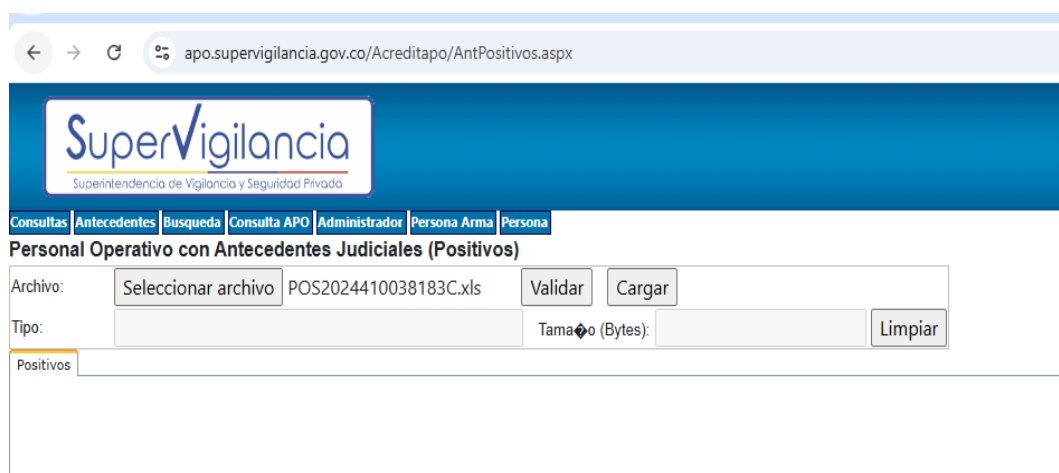 apo.supervigilancia.gov.co/Acreditapo/AntPositivos.aspx
SuperVigilancia
Superintendencia de Vigilancia y Seguridad Privada
Consultas Antecedentes Busqueda Consulta APO Administrador Persona Arma Persona
Personal Operativo con Antecedentes Judiciales (Positivos)
Archivo: Seleccionar archivo POS2024410038183C.xls Validar Cargar
Tipo: Tama�o (Bytes): Limpiar
Positivos